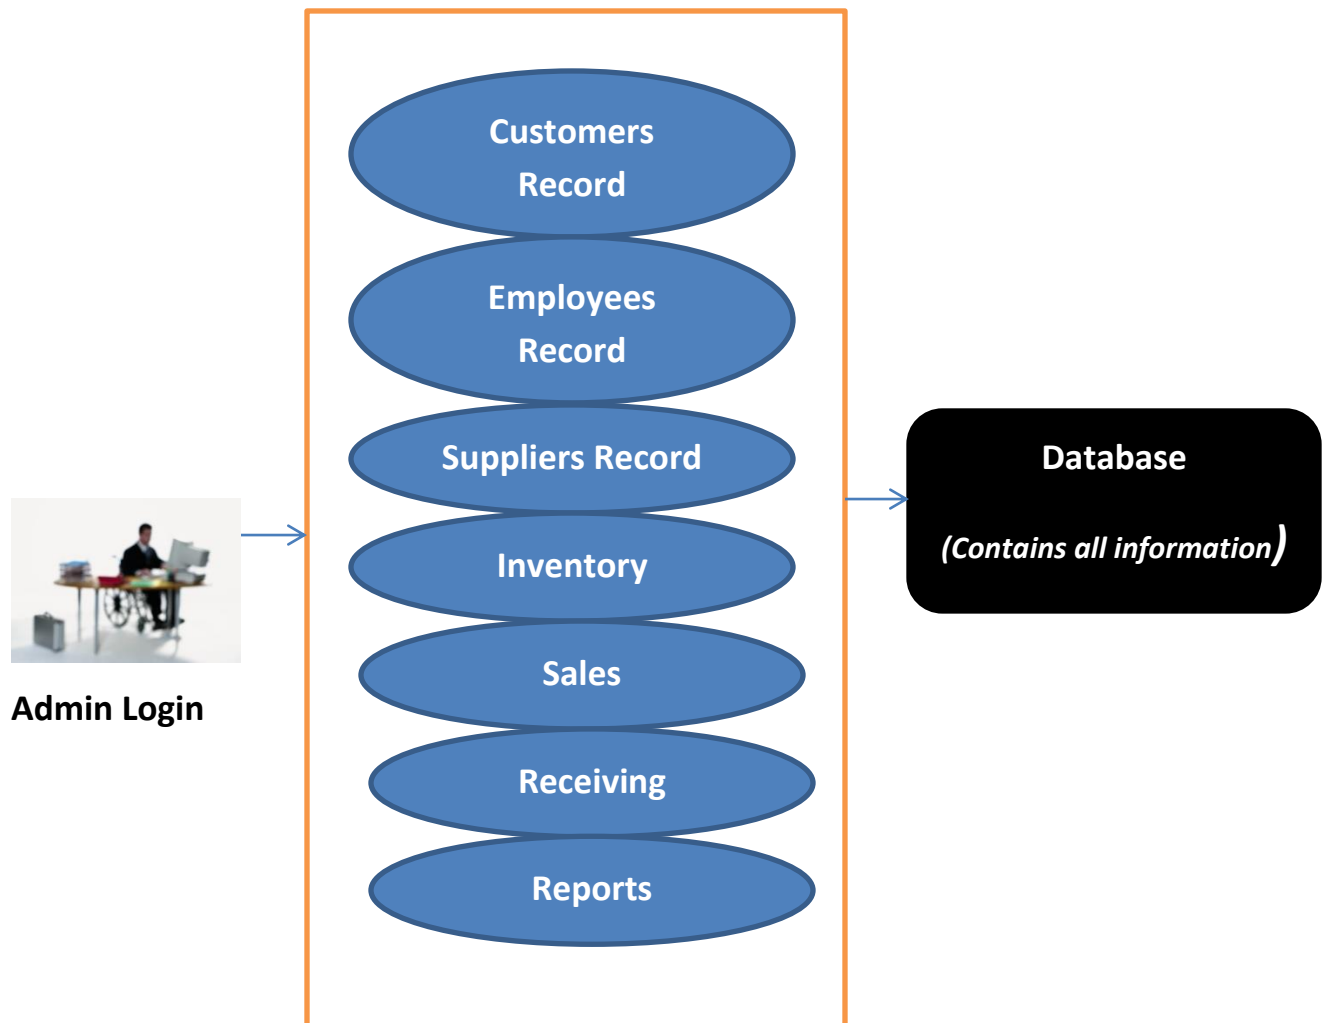 Customers
Record
Employees
Record
Suppliers Record
Inventory
Sales
Receiving
Reports
Admin Login
Database
(Contains all information)